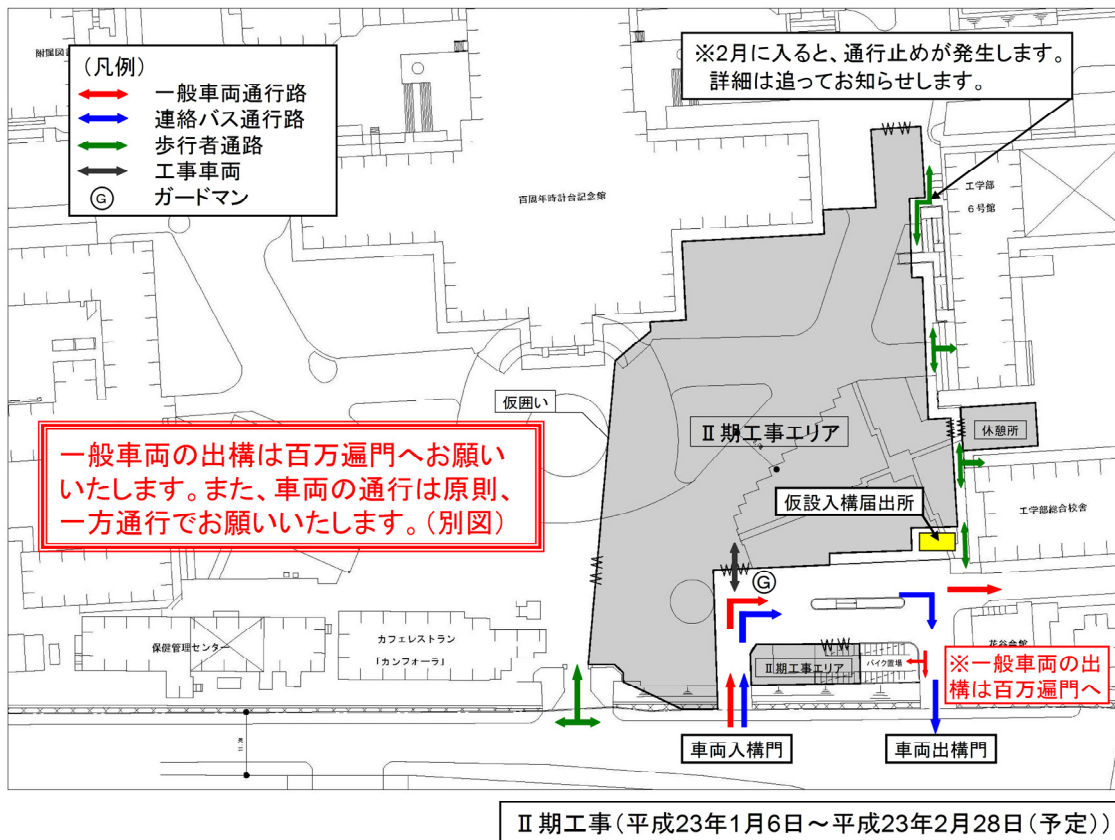 附属図
(凡例)
一般車両通行路
連絡バス通行路
歩行者通路
工事車両
G ガードマン
※2月に入ると、通行止めが発生します。
詳細は追ってお知らせします。
百周年時計台記念館
工学部
6号館
仮囲い
Ⅱ期工事エリア
休憩所
一般車両の出構は百万遍門へお願い
いたします。また、車両の通行は原則、
一方通行でお願いいたします。(別図)
仮設入構届出所
工学部総合校舎
G
保健管理センター
カフェレストラン
「カンフォーラ」
Ⅱ期工事エリア
バイク置場
花谷会館
※一般車両の出
構は百万遍門へ
車両入構門
車両出構門
Ⅱ期工事(平成23年1月6日~平成23年2月28日(予定))